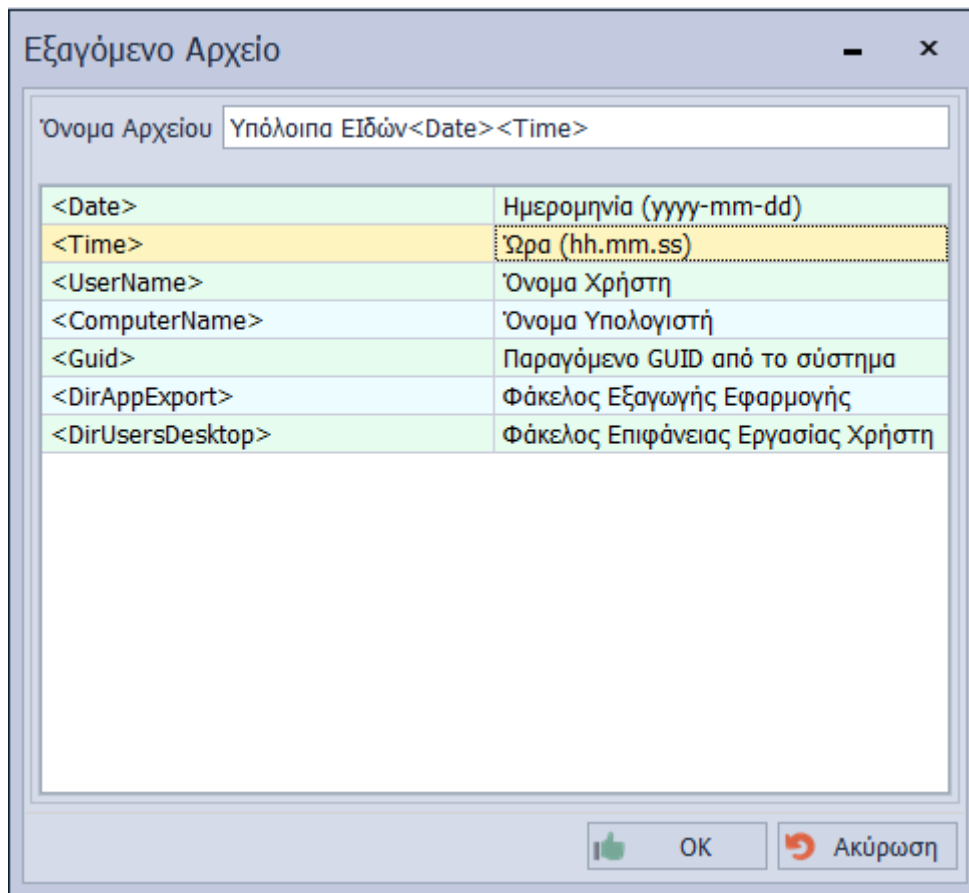 Εξαγόμενο Αρχείο
Όνομα Αρχείου Υπόλοιπα ΕΙδών<Date><Time>
<Date> Ημερομηνία (yyyy-mm-dd)
<Time> Ώρα (hh.mm.ss)
<UserName> Όνομα Χρήστη
<ComputerName> Όνομα Υπολογιστή
<Guid> Παραγόμενο GUID από το σύστημα
<DirAppExport> Φάκελος Εξαγωγής Εφαρμογής
<DirUsersDesktop> Φάκελος Επιφάνειας Εργασίας Χρήστη
OK Ακύρωση